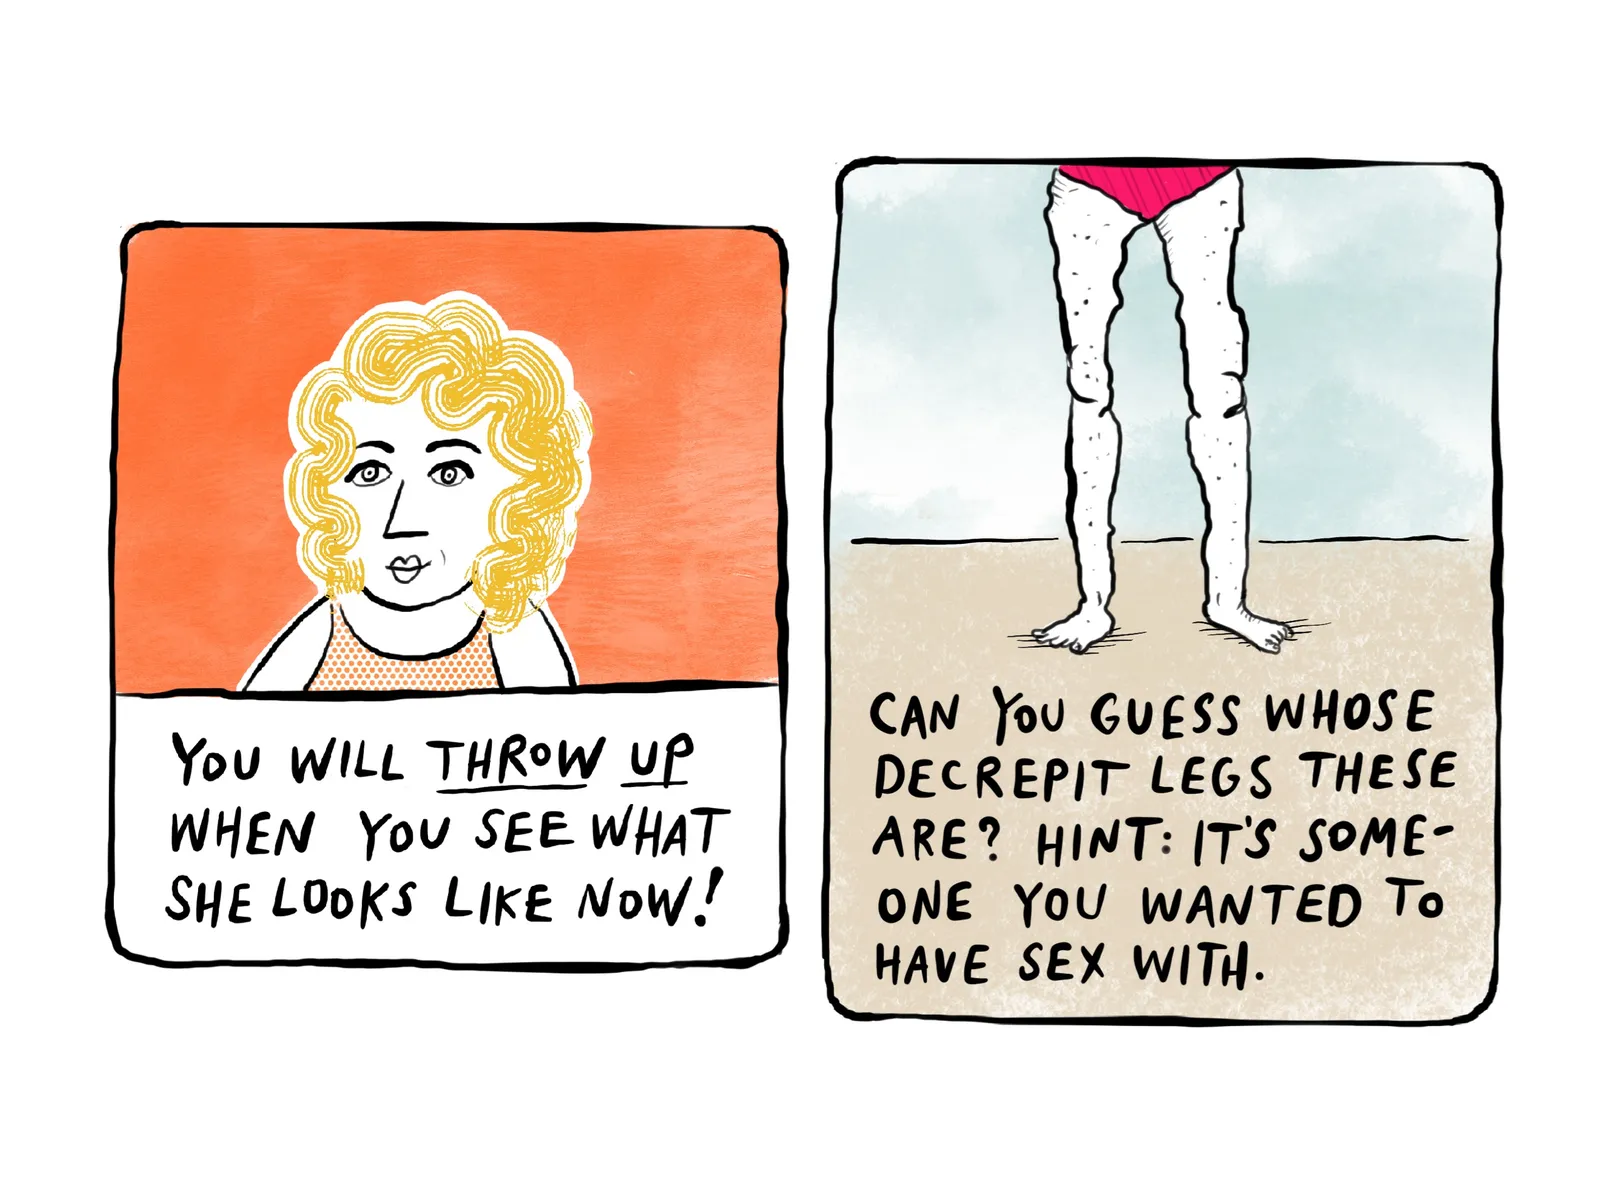 YOU WILL THROW UP
WHEN YOU SEE WHAT
SHE LOOKS LIKE NOW!
CAN YOU GUESS WHOSE
DECREPIT LEGS THESE
ARE? HINT: IT'S SOME-
ONE YOU WANTED TO
HAVE SEX WITH.